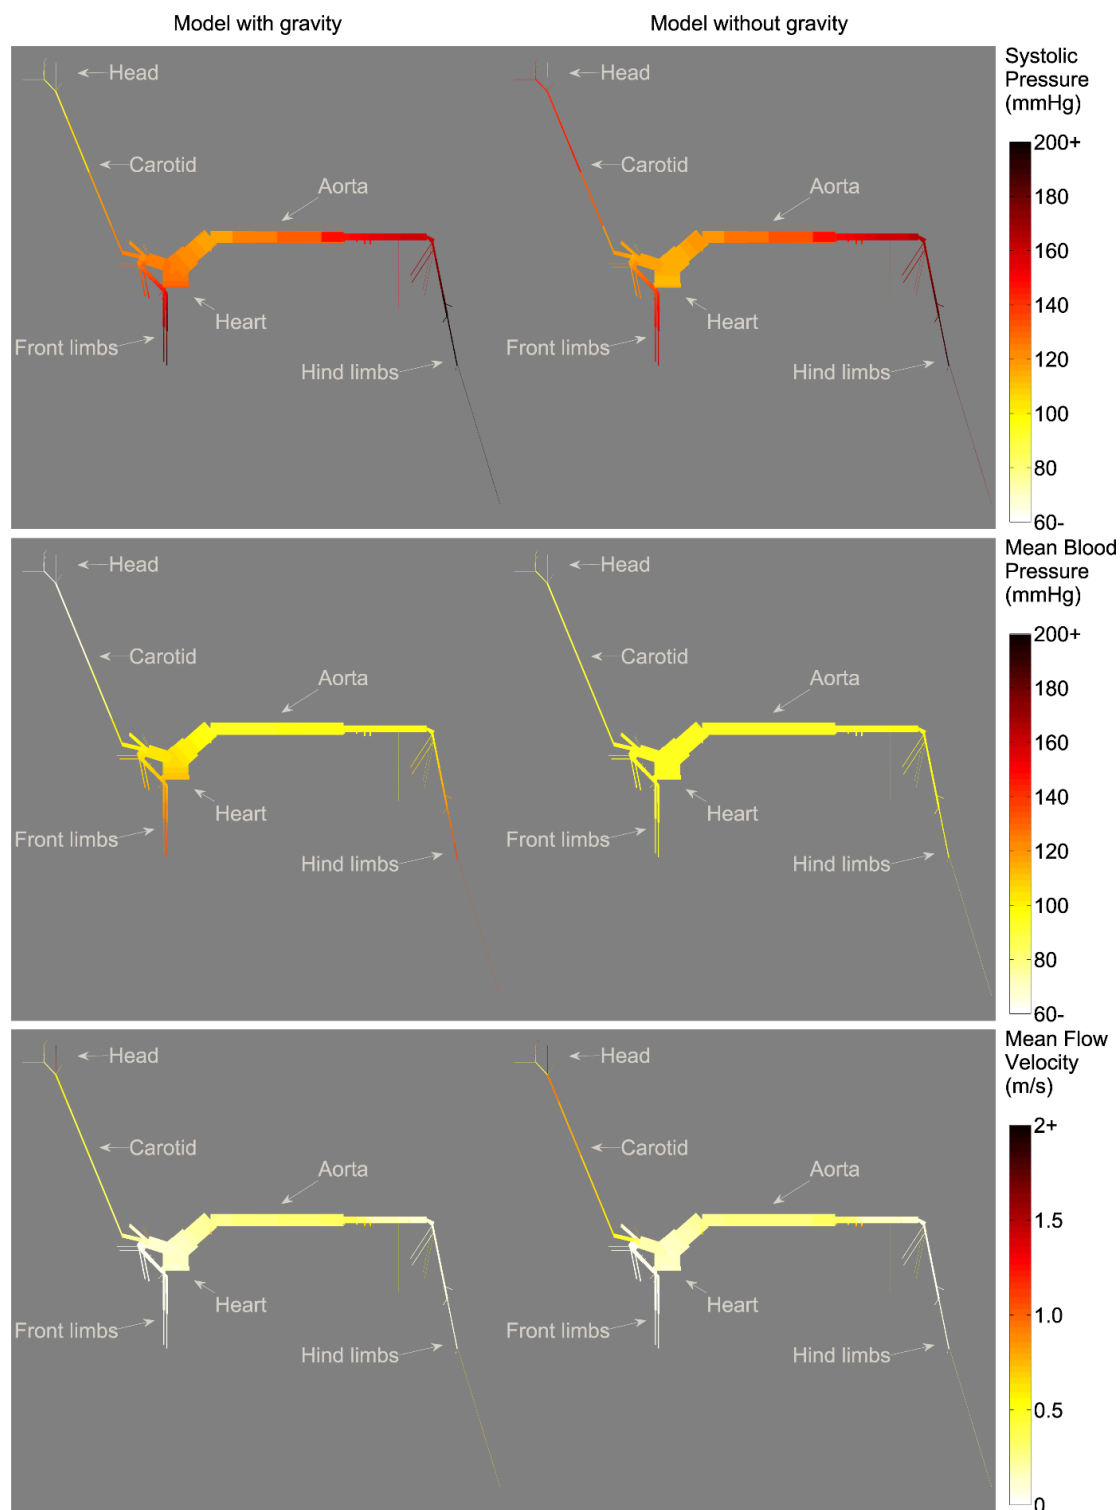 Model with gravity
Model without gravity
Systolic
Pressure
(mmHg)
Head
Carotid
Aorta
Heart
Front limbs
Hind limbs
Head
Carotid
Aorta
Heart
Front limbs
Hind limbs
200+
180
160
140
120
100
80
60-
Mean Blood
Pressure
(mmHg)
Head
Carotid
Aorta
Heart
Front limbs
Hind limbs
Head
Carotid
Aorta
Heart
Front limbs
Hind limbs
200+
180
160
140
120
100
80
60-
Mean Flow
Velocity
(m/s)
Head
Carotid
Aorta
Heart
Front limbs
Hind limbs
Head
Carotid
Aorta
Heart
Front limbs
Hind limbs
2+
1.5
1.0
0.5
0